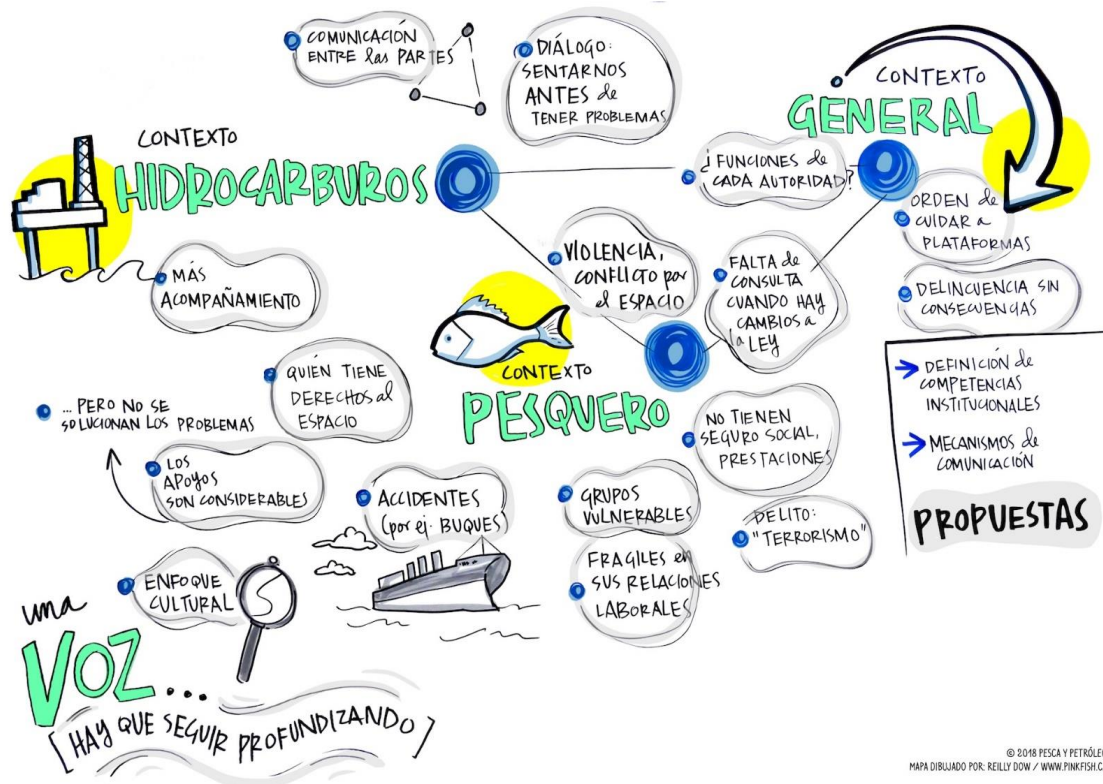 COMUNICACIÓN
ENTRE las PARTES
DIÁLOGO:
SENTARNOS
ANTES de
TENER PROBLEMAS
CONTEXTO
GENERAL
CONTEXTO
HIDROCARBUROS
¿FUNCIONES de
CADA AUTORIDAD?
ORDEN de
CUIDAR a
PLATAFORMAS
DELINCUENCIA SIN
CONSECUENCIAS
MÁS
ACOMPAÑAMIENTO
VIOLENCIA,
CONFLICTO por
el ESPACIO
FALTA de
CONSULTA
CUANDO HAY
CAMBIOS a
la LEY
CONTEXTO
PESQUERO
QUIÉN TIENE
DERECHOS al
ESPACIO
... PERO NO SE
SOLUCIONAN LOS PROBLEMAS
LOS
APOYOS
SON CONSIDERABLES
ACCIDENTES
(por ej. BUQUES)
NO TIENEN
SEGURO SOCIAL,
PRESTACIONES
GRUPOS
VULNERABLES
DELITO:
"TERRORISMO"
FRAGILES en
SUS RELACIONES
LABORALES
DEFINICIÓN de
COMPETENCIAS
INSTITUCIONALES
MECANISMOS de
COMUNICACIÓN
PROPUESTAS
ENFOQUE
CULTURAL
una
VOZ...
[HAY QUE SEGUIR PROFUNDIZANDO]
© 2018 PESCA Y PETRÓLE
MAPA DIBUJADO POR: REILLY DOW / WWW.PINKFISH.C